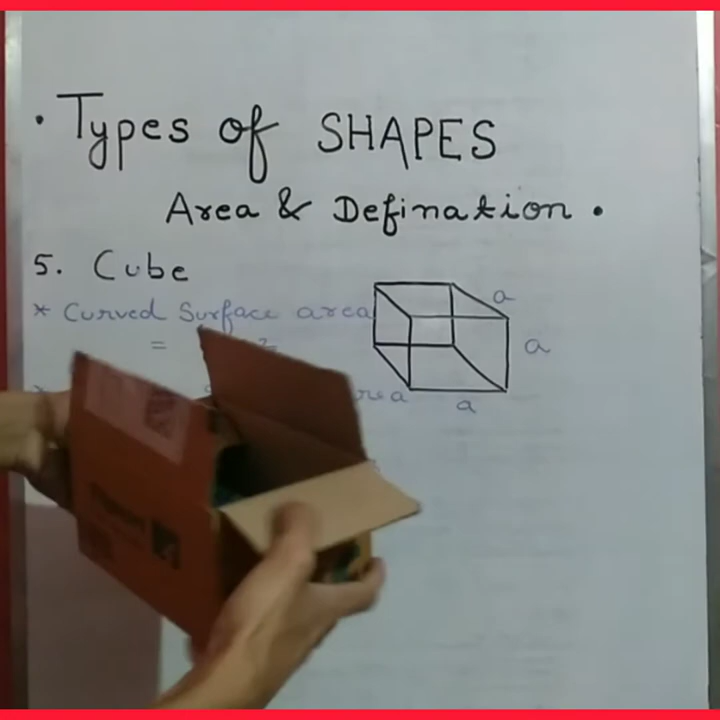 • Types of SHAPES
Area & Defination •
5. Cube
* Curved Surface area
a
=
a
a